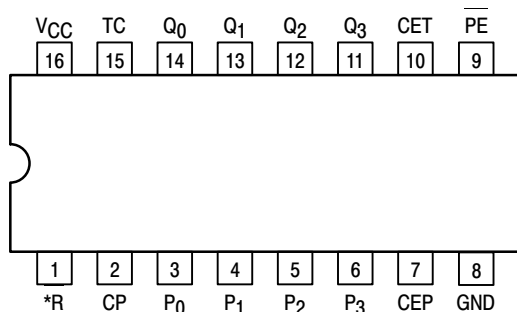 VCC TC Q0 Q1 Q2 Q3 CET PE
16 15 14 13 12 11 10 9
1 2 3 4 5 6 7 8
*R CP P0 P1 P2 P3 CEP GND